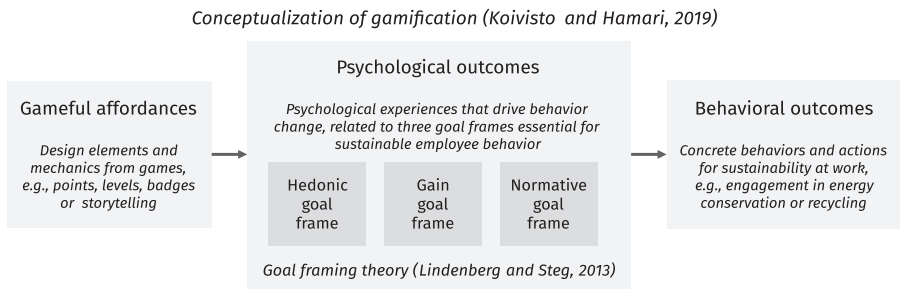 Conceptualization of gamification (Koivisto and Hamari, 2019)
Gameful affordances
Design elements and
mechanics from games,
e.g., points, levels, badges
or storytelling
Psychological outcomes
Psychological experiences that drive behavior
change, related to three goal frames essential for
sustainable employee behavior
Hedonic
goal
frame
Gain
goal
frame
Normative
goal
frame
Goal framing theory (Lindenberg and Steg, 2013)
Behavioral outcomes
Concrete behaviors and actions
for sustainability at work,
e.g., engagement in energy
conservation or recycling